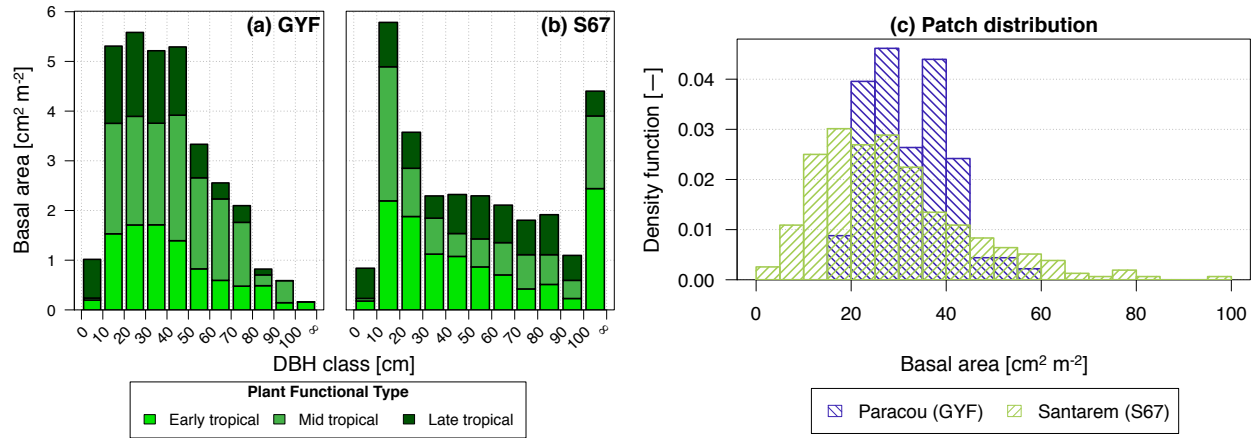 (a) GYF
(b) S67
(c) Patch distribution
Basal area [cm² m⁻²]
6
5
4
3
2
1
0
0 10 20 30 40 50 60 70 80 90 100 ∞
0 10 20 30 40 50 60 70 80 90 100 ∞
DBH class [cm]
Plant Functional Type
Early tropical Mid tropical Late tropical
Density function [—]
0.04
0.03
0.02
0.01
0.00
0 20 40 60 80 100
Basal area [cm² m⁻²]
Paracou (GYF) Santarem (S67)